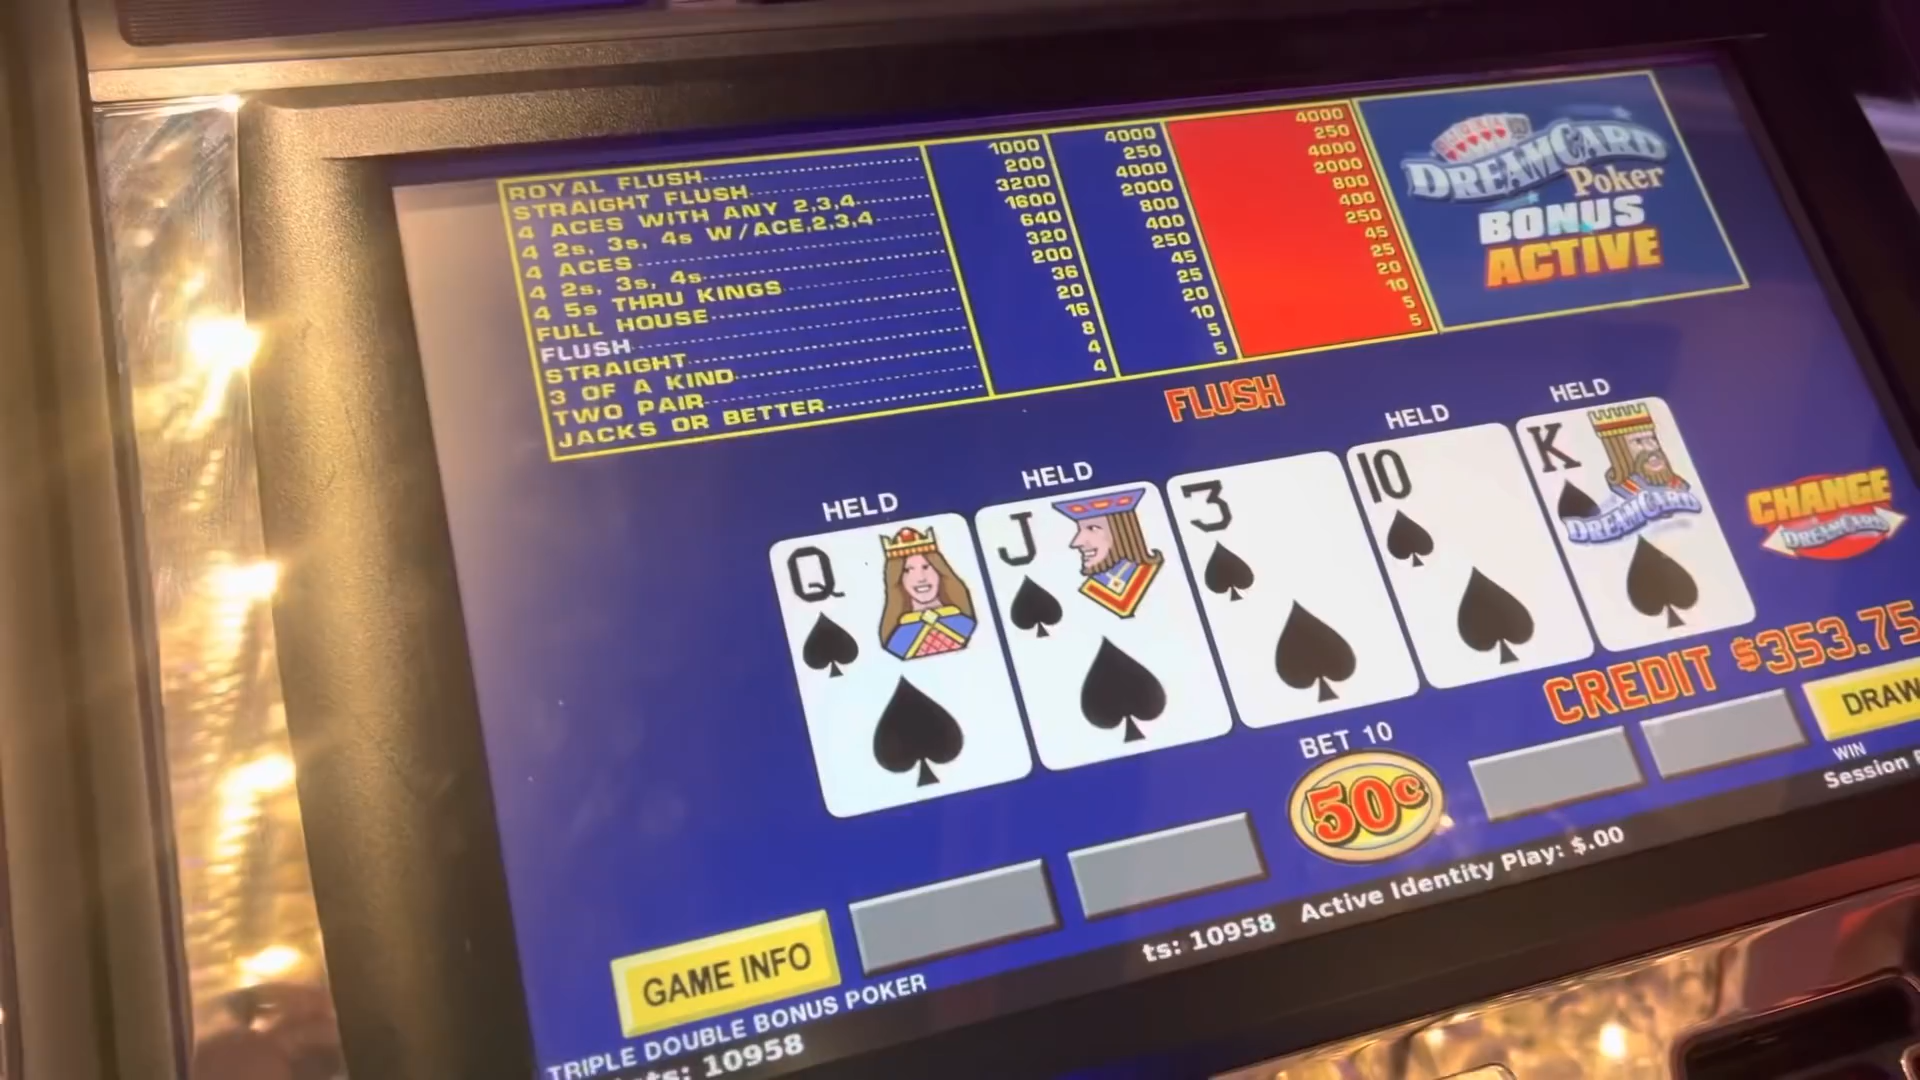 ROYAL FLUSH 1000 4000 4000
STRAIGHT FLUSH 200 250 250
4 ACES WITH ANY 2,3,4 3200 4000 4000
4 2s, 3s, 4s W/ACE,2,3,4 1600 2000 2000
4 ACES 640 800 800
4 2s, 3s, 4s 320 400 400
4 5s THRU KINGS 200 250 250
FULL HOUSE 36 45 45
FLUSH 20 25 25
STRAIGHT 16 20 20
3 OF A KIND 8 10 10
TWO PAIR 4 5 5
JACKS OR BETTER 4 5 5
DREAMCARD
Poker
BONUS
ACTIVE
FLUSH
HELD HELD HELD HELD
Q J 3 10 K
DREAMCARD
CHANGE
DREAMCARD
CREDIT $353.75
BET 10
50¢
DRAW
WIN
Session
GAME INFO
TRIPLE DOUBLE BONUS POKER
ts: 10958 Active Identity Play: $.00
ts: 10958